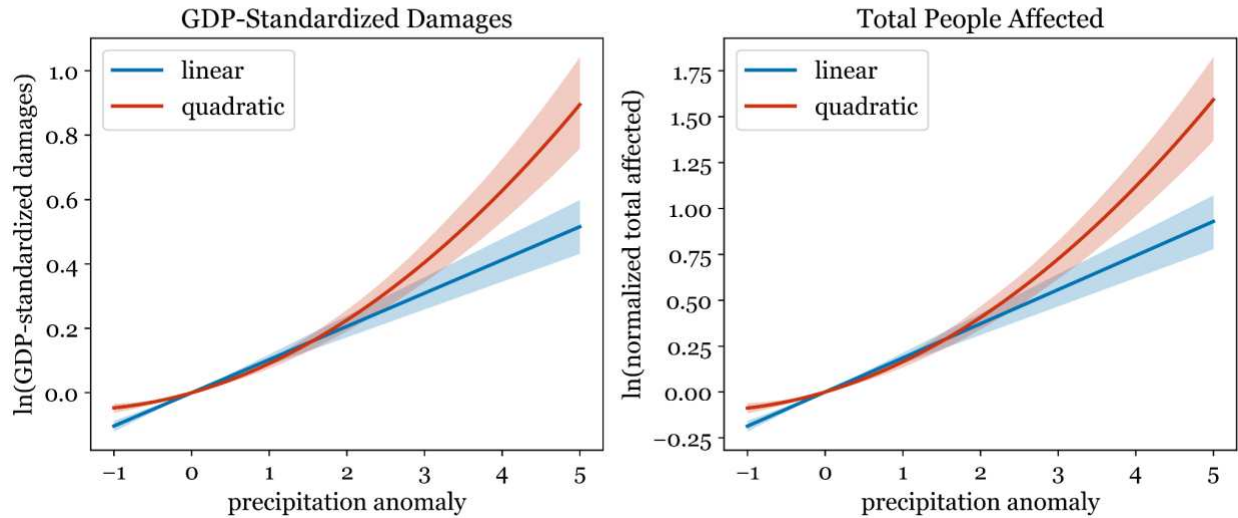 GDP-Standardized Damages
linear
quadratic
ln(GDP-standardized damages)
1.0
0.8
0.6
0.4
0.2
0.0
−1 0 1 2 3 4 5
precipitation anomaly
Total People Affected
linear
quadratic
ln(normalized total affected)
1.75
1.50
1.25
1.00
0.75
0.50
0.25
0.00
−0.25
−1 0 1 2 3 4 5
precipitation anomaly